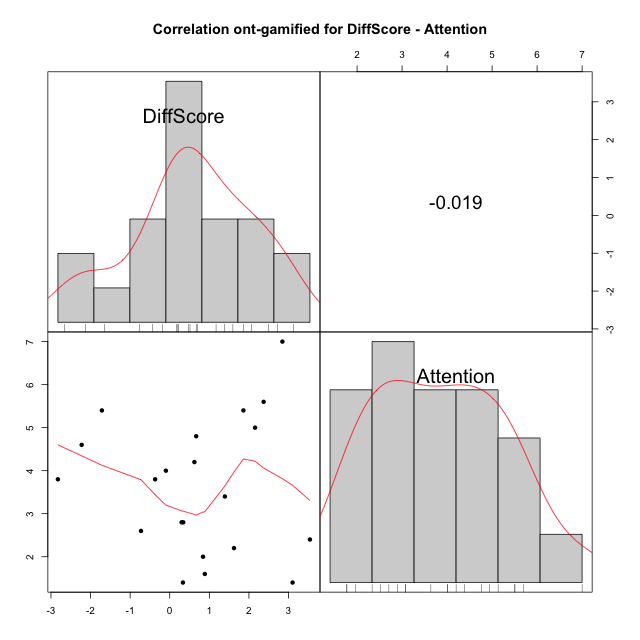 Correlation ont-gamified for DiffScore - Attention
2 3 4 5 6 7
DiffScore
-0.019
3
2
1
0
-1
-2
-3
Attention
7
6
5
4
3
2
-3 -2 -1 0 1 2 3